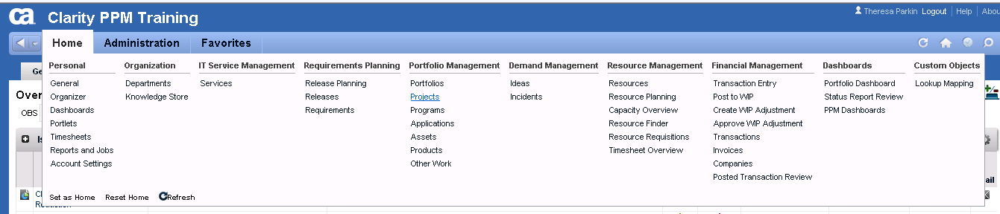 ca Clarity PPM Training
Theresa Parkin Logout Help Abou
Home Administration Favorites
Ge
Over
OBS
Is
Personal
General
Organizer
Dashboards
Portlets
Timesheets
Reports and Jobs
Account Settings
Organization
Departments
Knowledge Store
IT Service Management
Services
Requirements Planning
Release Planning
Releases
Requirements
Portfolio Management
Portfolios
Projects
Programs
Applications
Assets
Products
Other Work
Demand Management
Ideas
Incidents
Resource Management
Resources
Resource Planning
Capacity Overview
Resource Finder
Resource Requisitions
Timesheet Overview
Financial Management
Transaction Entry
Post to WIP
Create WIP Adjustment
Approve WIP Adjustment
Transactions
Invoices
Companies
Posted Transaction Review
Dashboards
Portfolio Dashboard
Status Report Review
PPM Dashboards
Custom Objects
Lookup Mapping
ail
Set as Home Reset Home Refresh